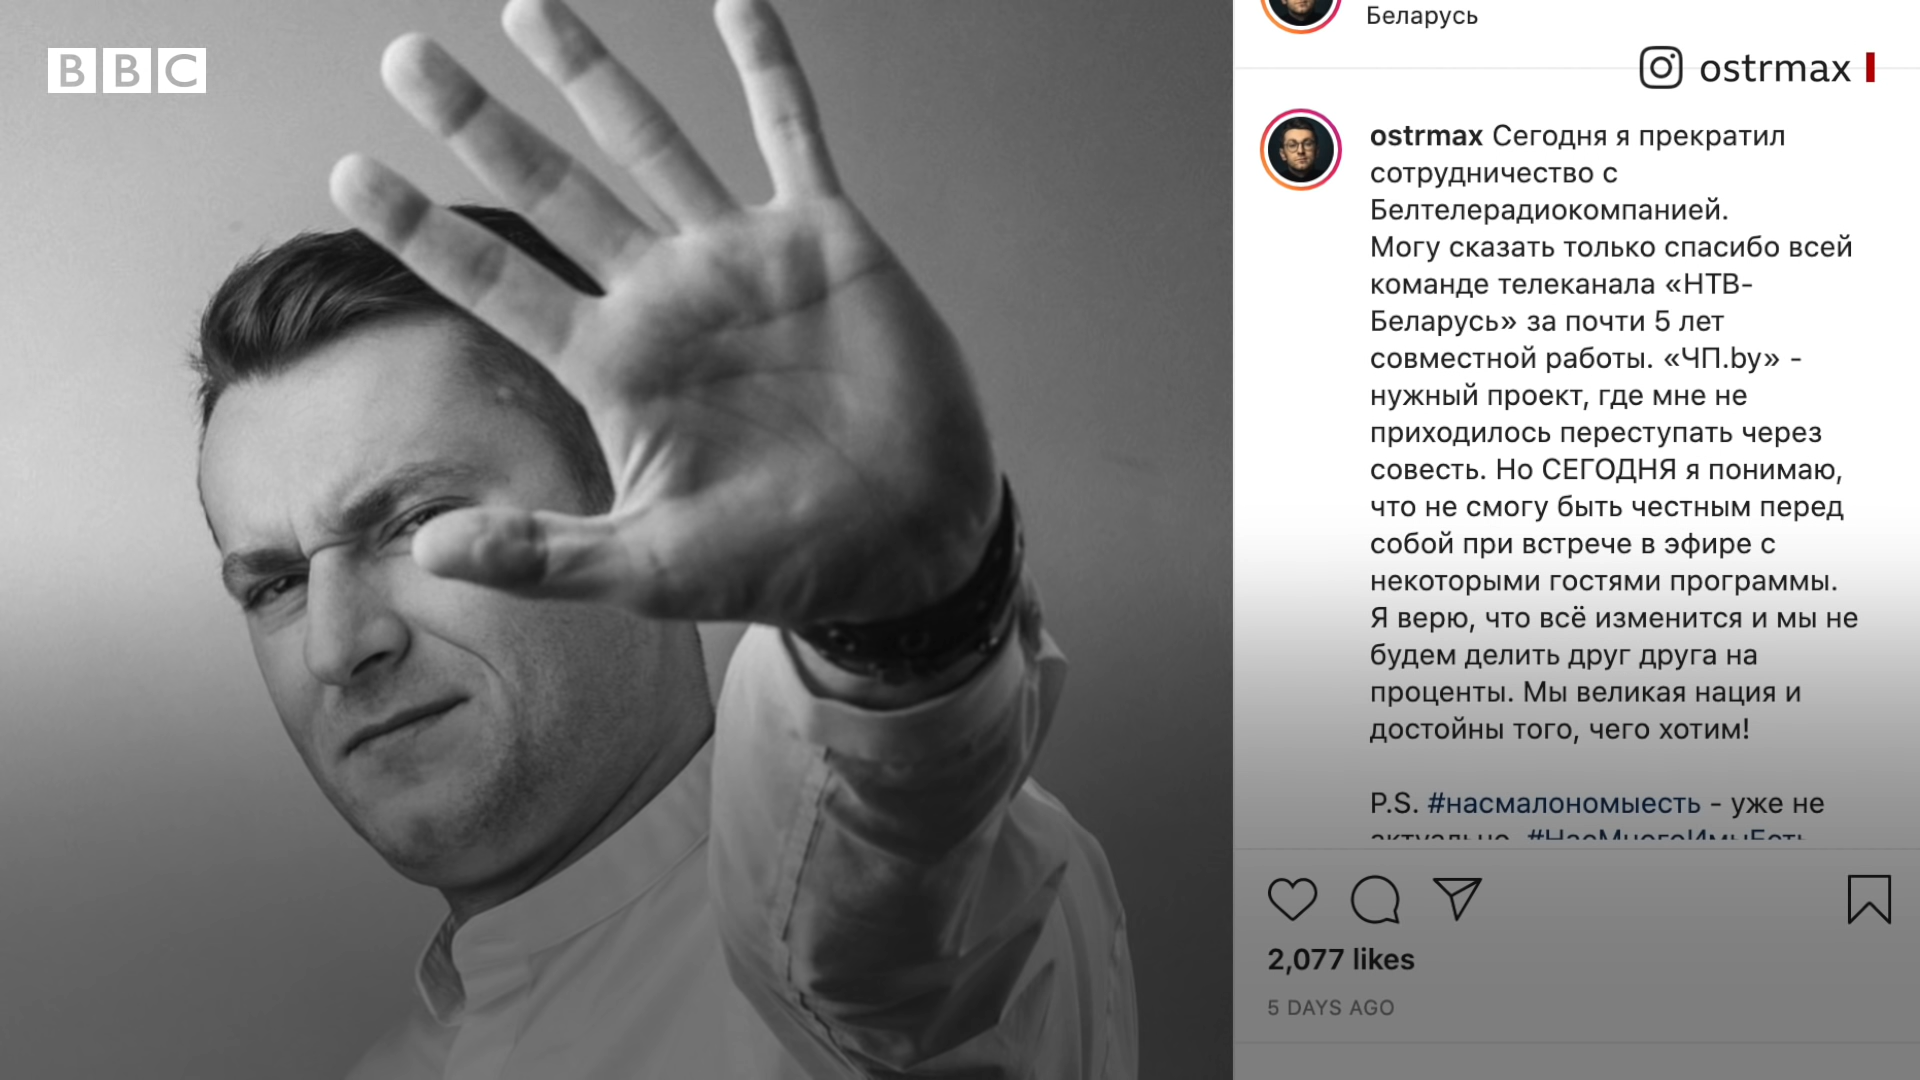 BBC
Беларусь
ostrmax
ostrmax Сегодня я прекратил
сотрудничество с
Белтелерадиокомпанией.
Могу сказать только спасибо всей
команде телеканала «НТВ-
Беларусь» за почти 5 лет
совместной работы. «ЧП.by» -
нужный проект, где мне не
приходилось переступать через
совесть. Но СЕГОДНЯ я понимаю,
что не смогу быть честным перед
собой при встрече в эфире с
некоторыми гостями программы.
Я верю, что всё изменится и мы не
будем делить друг друга на
проценты. Мы великая нация и
достойны того, чего хотим!
P.S. #насмалономыесть - уже не
актуально. #НасМногоИмыЕсть
2,077 likes
5 DAYS AGO